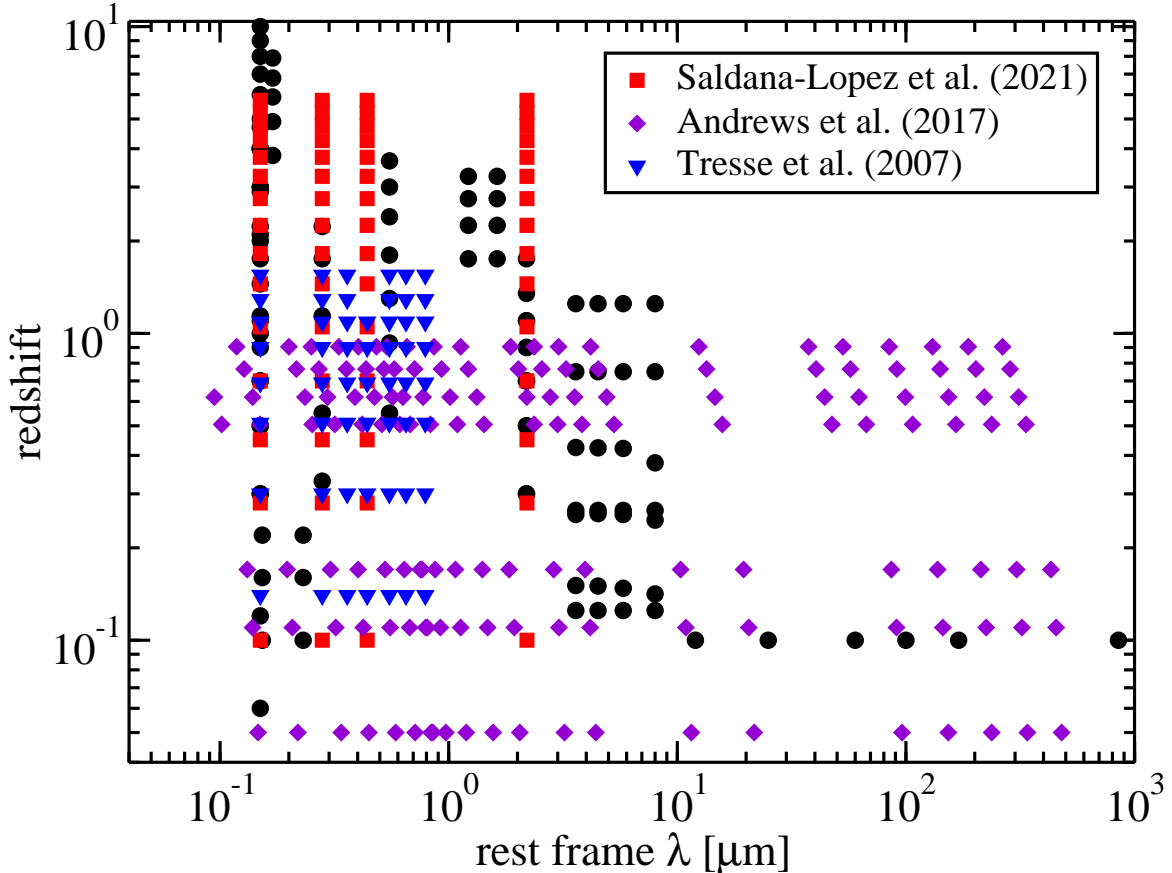 10^1
Saldana-Lopez et al. (2021)
Andrews et al. (2017)
Tresse et al. (2007)
redshift
10^0
10^-1
10^-1 10^0 10^1 10^2 10^3
rest frame λ [μm]